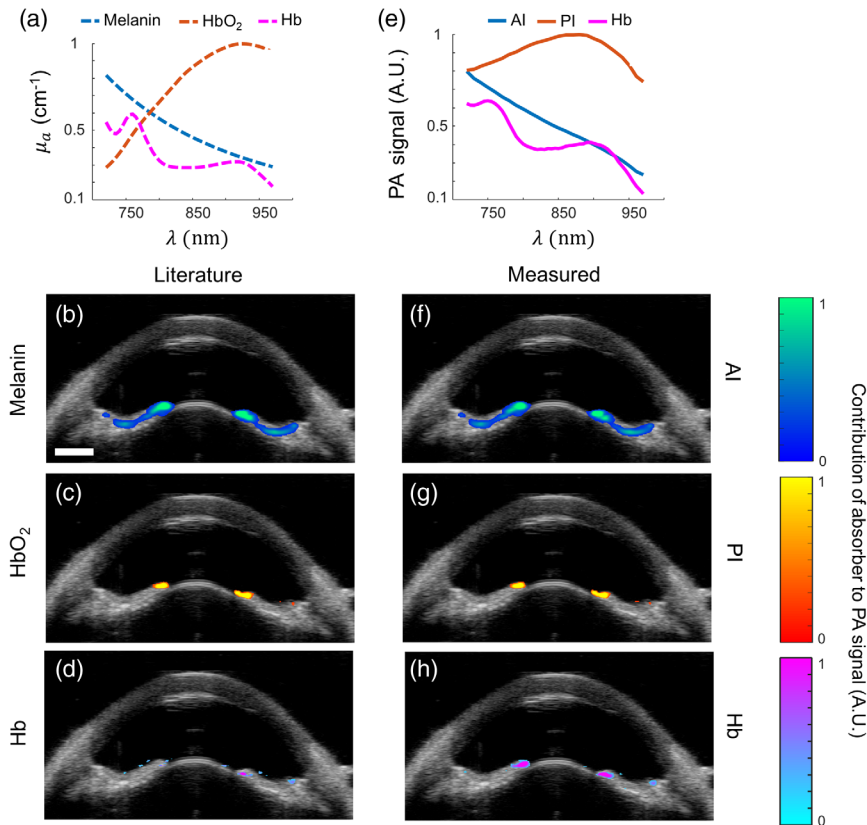 (a)
Melanin HbO₂ Hb
μₐ (cm⁻¹)
1
0.5
0.1
750 850 950
λ (nm)
(e)
AI PI Hb
PA signal (A.U.)
1
0.5
0.1
750 850 950
λ (nm)
Literature
Measured
Melanin
(b)
(f)
AI
HbO₂
(c)
(g)
PI
Hb
(d)
(h)
Hb
1
0
1
0
1
0
Contribution of absorber to PA signal (A.U.)